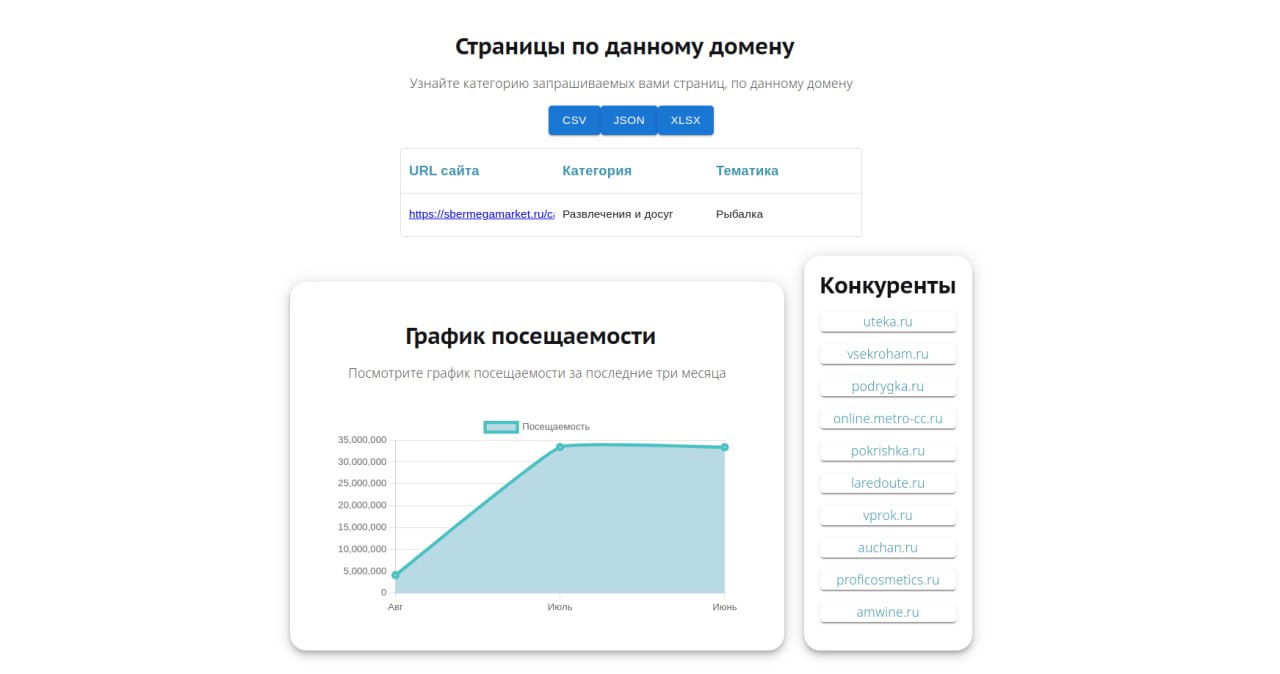 Страницы по данному домену
Узнайте категорию запрашиваемых вами страниц, по данному домену
CSV JSON XLSX
URL сайта Категория Тематика
https://sbermegamarket.ru/ca Развлечения и досуг Рыбалка
График посещаемости
Посмотрите график посещаемости за последние три месяца
Посещаемость
35,000,000
30,000,000
25,000,000
20,000,000
15,000,000
10,000,000
5,000,000
0
Авг Июль Июнь
Конкуренты
uteka.ru
vsekroham.ru
podrygka.ru
online.metro-cc.ru
pokrishka.ru
laredoute.ru
vprok.ru
auchan.ru
proficosmetics.ru
amwine.ru